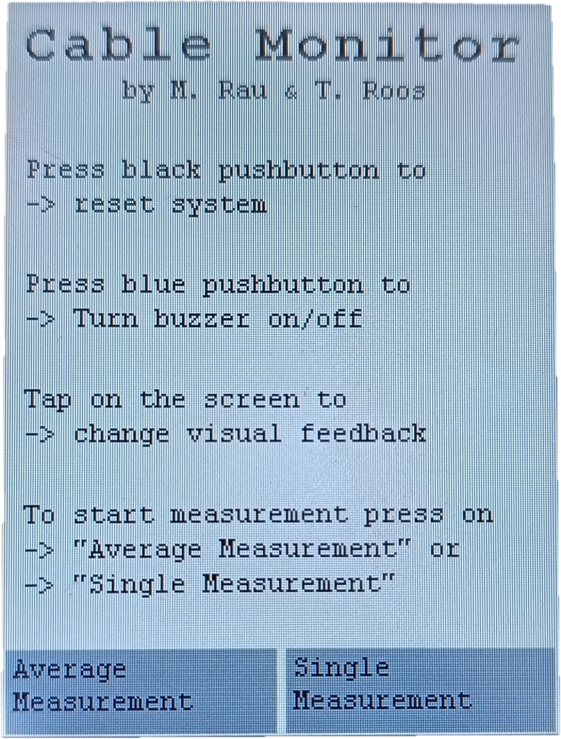 Cable Monitor
by M. Rau & T. Roos
Press black pushbutton to
-> reset system
Press blue pushbutton to
-> Turn buzzer on/off
Tap on the screen to
-> change visual feedback
To start measurement press on
-> "Average Measurement" or
-> "Single Measurement"
Average
Measurement
Single
Measurement